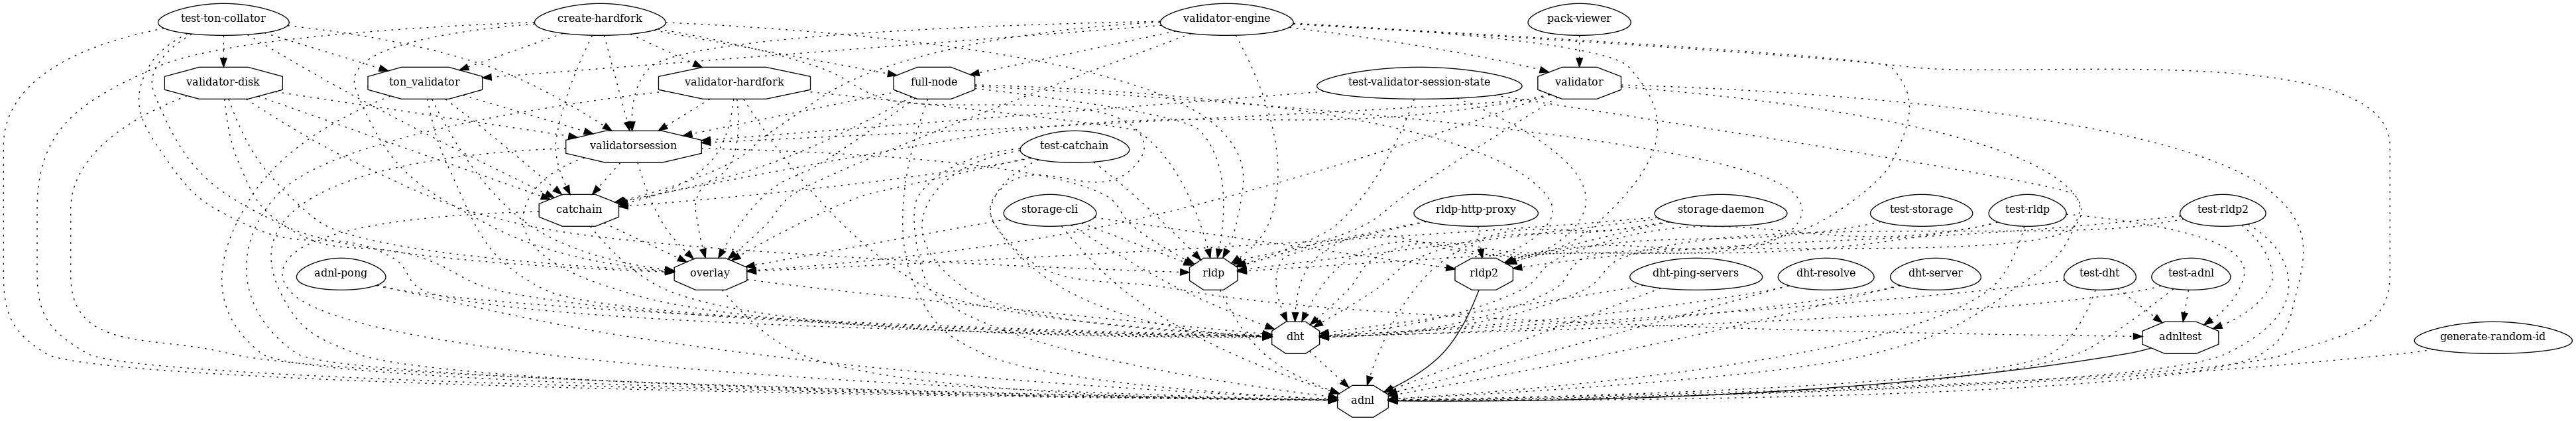 test-ton-collator
create-hardfork
validator-engine
pack-viewer
validator-disk
ton_validator
validator-hardfork
full-node
test-validator-session-state
validator
validatorsession
test-catchain
catchain
storage-cli
rldp-http-proxy
storage-daemon
test-storage
test-rldp
test-rldp2
adnl-pong
overlay
rldp
rldp2
dht-ping-servers
dht-resolve
dht-server
test-dht
test-adnl
dht
adnltest
generate-random-id
adnl